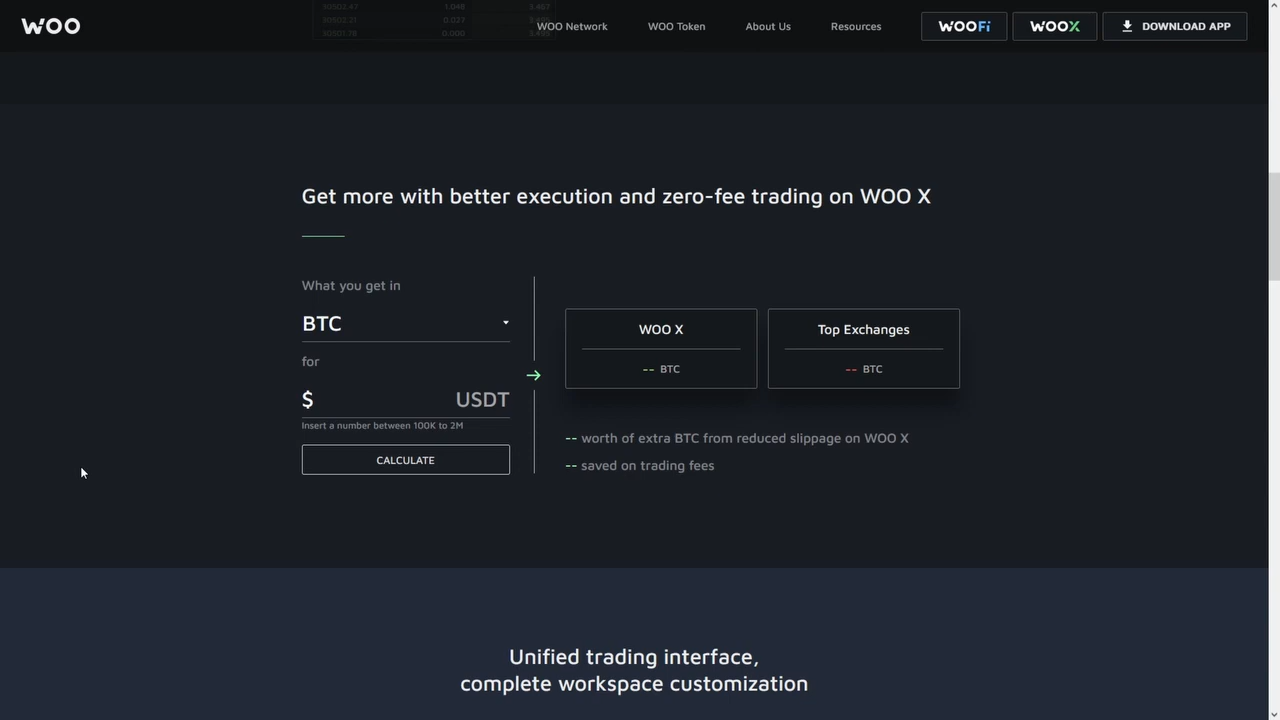 WOO
WOO Network
WOO Token
About Us
Resources
WOOFi
WOOX
DOWNLOAD APP
Get more with better execution and zero-fee trading on WOO X
What you get in
BTC
for
$ USDT
Insert a number between 100K to 2M
CALCULATE
WOO X
-- BTC
Top Exchanges
-- BTC
-- worth of extra BTC from reduced slippage on WOO X
-- saved on trading fees
Unified trading interface,
complete workspace customization